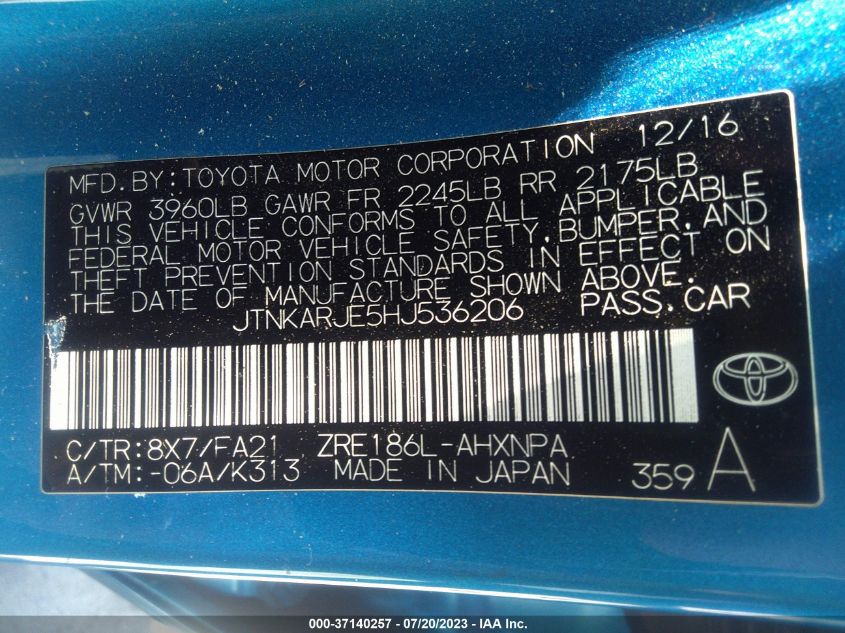 MFD. BY: TOYOTA MOTOR CORPORATION 12/16
GVWR 3960LB GAWR FR 2245LB RR 2175LB
THIS VEHICLE CONFORMS TO ALL APPLICABLE
FEDERAL MOTOR VEHICLE SAFETY, BUMPER, AND
THEFT PREVENTION STANDARDS IN EFFECT ON
THE DATE OF MANUFACTURE SHOWN ABOVE.
JTNKARJE5HJ536206 PASS. CAR
C/TR: 8X7/FA21 ZRE186L-AHXNPA
A/TM: -06A/K313 MADE IN JAPAN 359 A
000-37140257 / 07/20/2023 - IAA Inc.